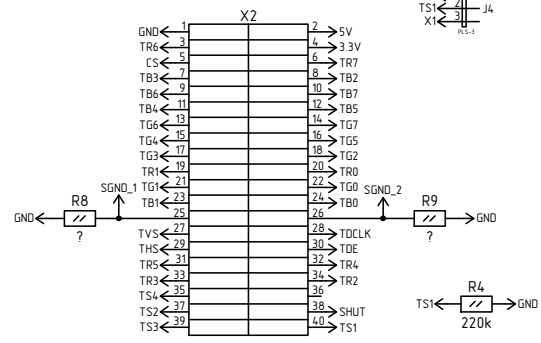 X2
TS1 2 J4
X1 3
PLS-3
GND 1 2 5V
TR6 3 4 3.3V
CS 5 6 TR7
TB3 7 8 TB2
TB6 9 10 TB7
TB4 11 12 TB5
TG6 13 14 TG7
TG4 15 16 TG5
TG3 17 18 TG2
TR1 19 20 TR0
TG1 21 22 TG0
TB1 23 24 TB0
SGND_1 SGND_2
R8 25 26 R9
GND GND
? ?
TVS 27 28 TDCLK
THS 29 30 TDE
TR5 31 32 TR4
TR3 33 34 TR2
TS4 35 36
TS2 37 38 SHUT
TS3 39 40 TS1
R4
TS1 GND
220k